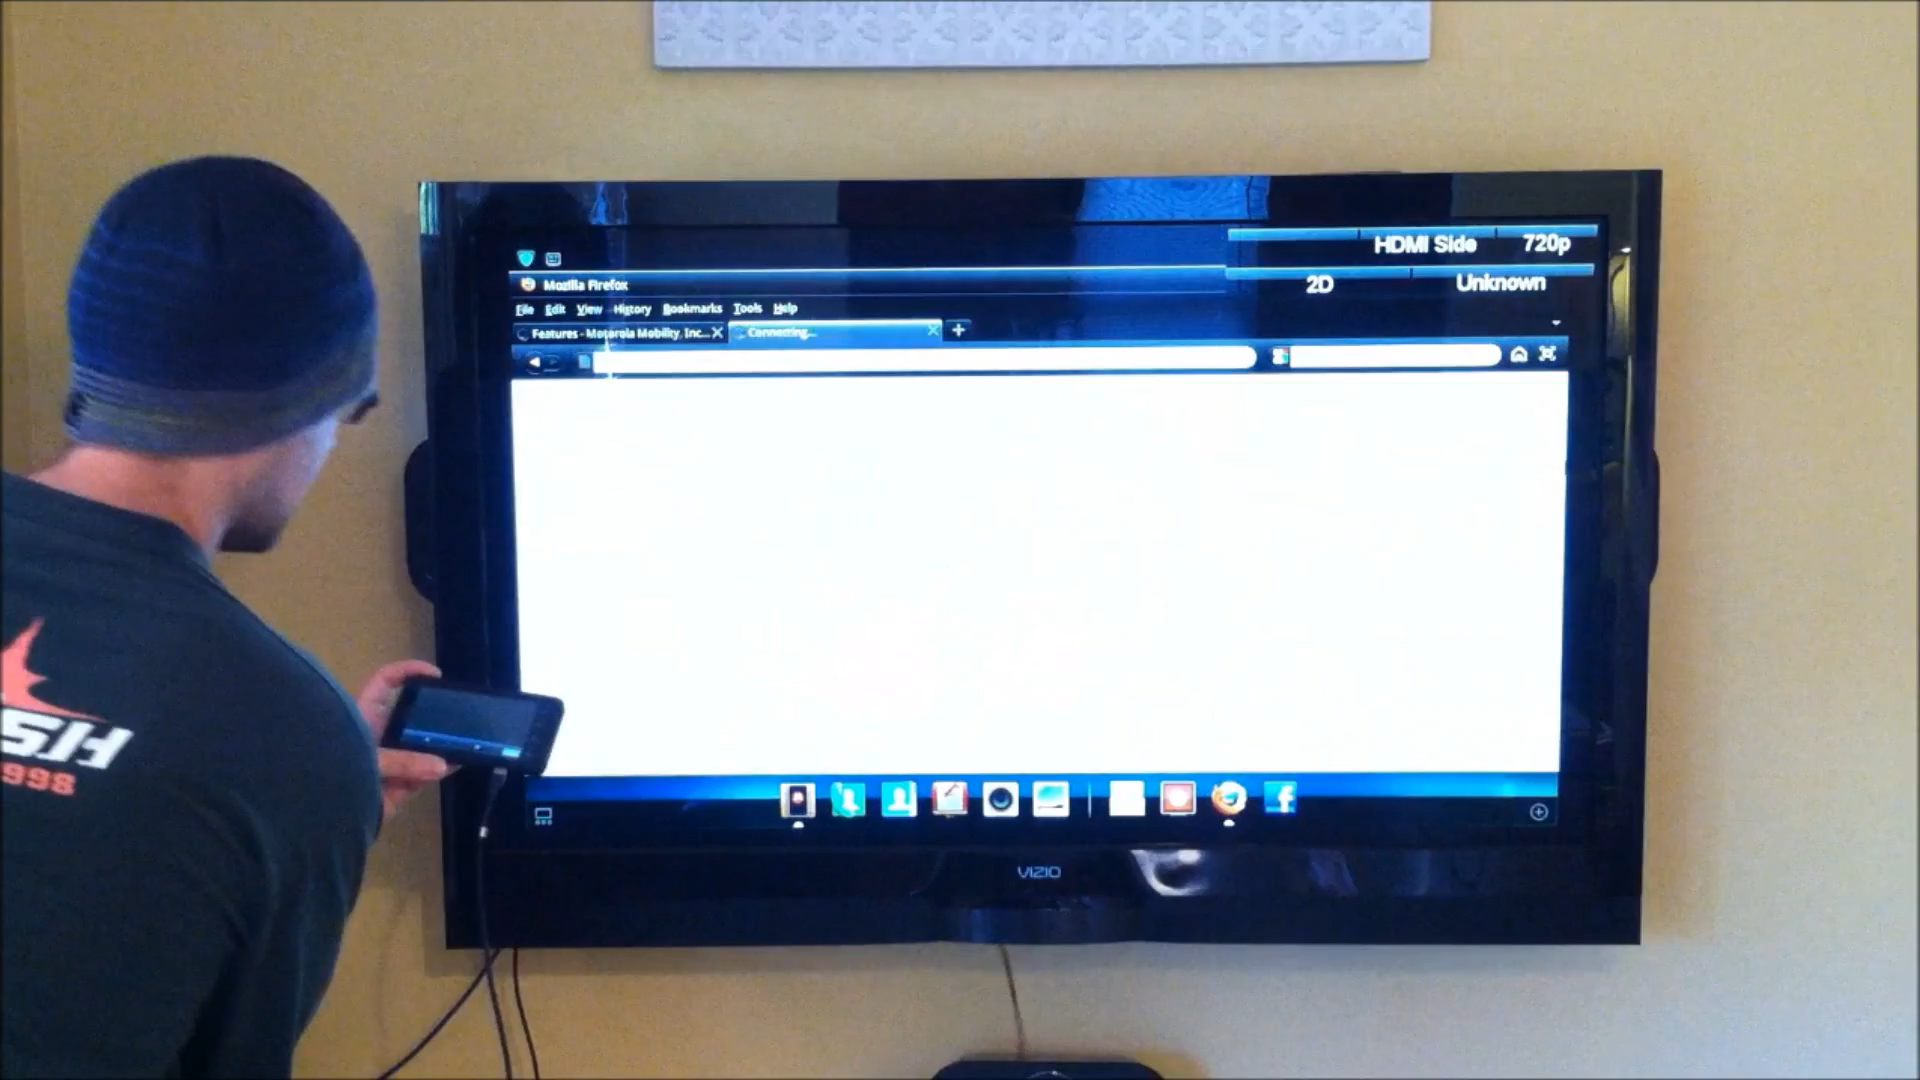 HDMI Side 720p
2D Unknown
Mozilla Firefox
File Edit View History Bookmarks Tools Help
Features - Motorola Mobility, Inc... Connecting...
SH
998
VIZIO